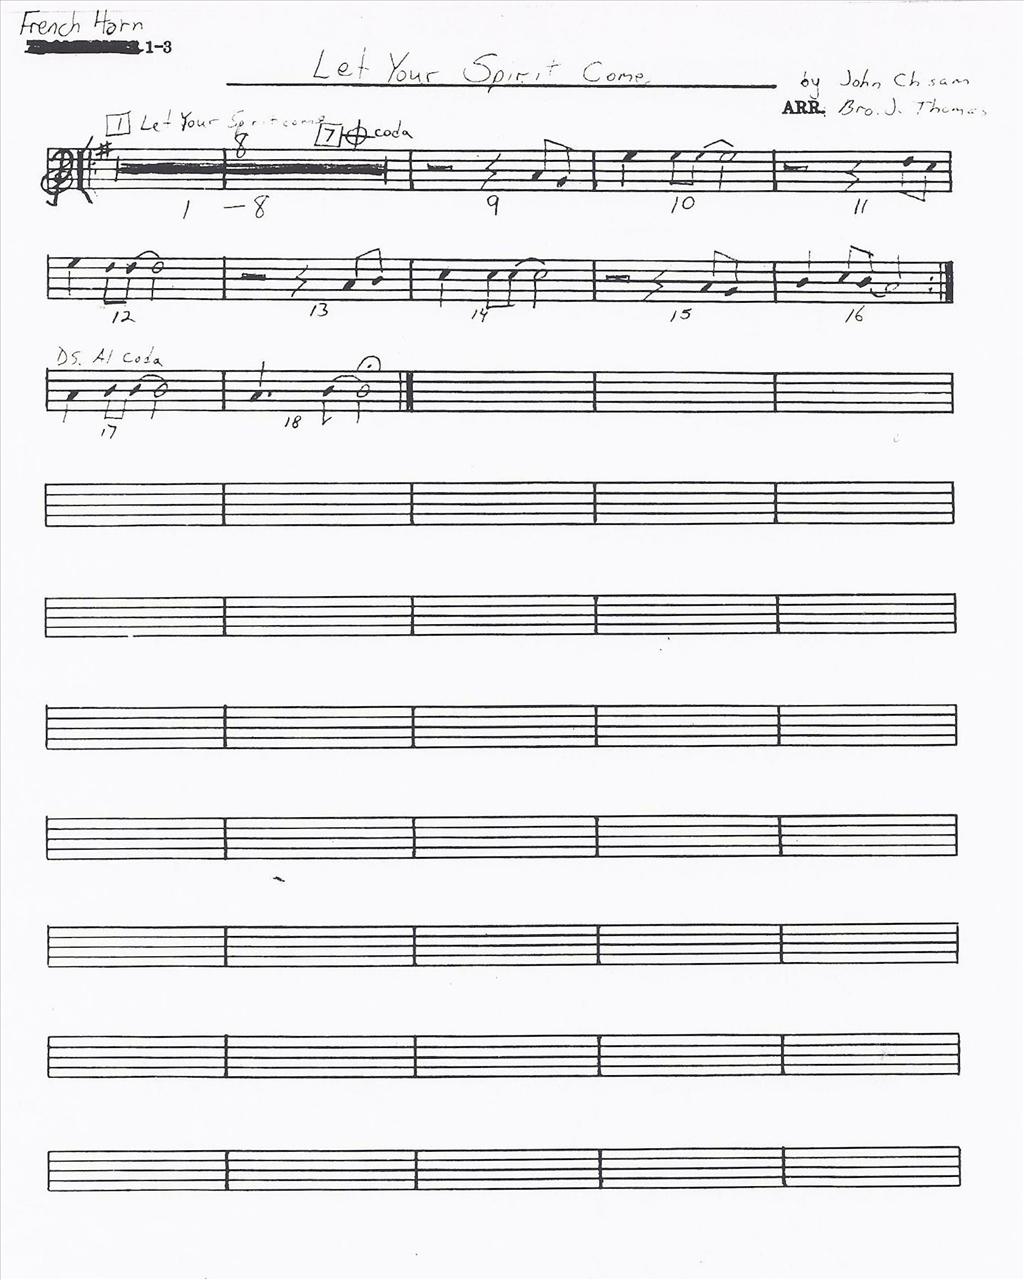 French Horn
1-3
Let Your Spirit Come
by John Chisam
ARR. Bro. J. Thomas
1 Let Your Spirit come
8
7 coda
1 - 8 9 10 11
12 13 14 15 16
DS. Al Coda
17 18